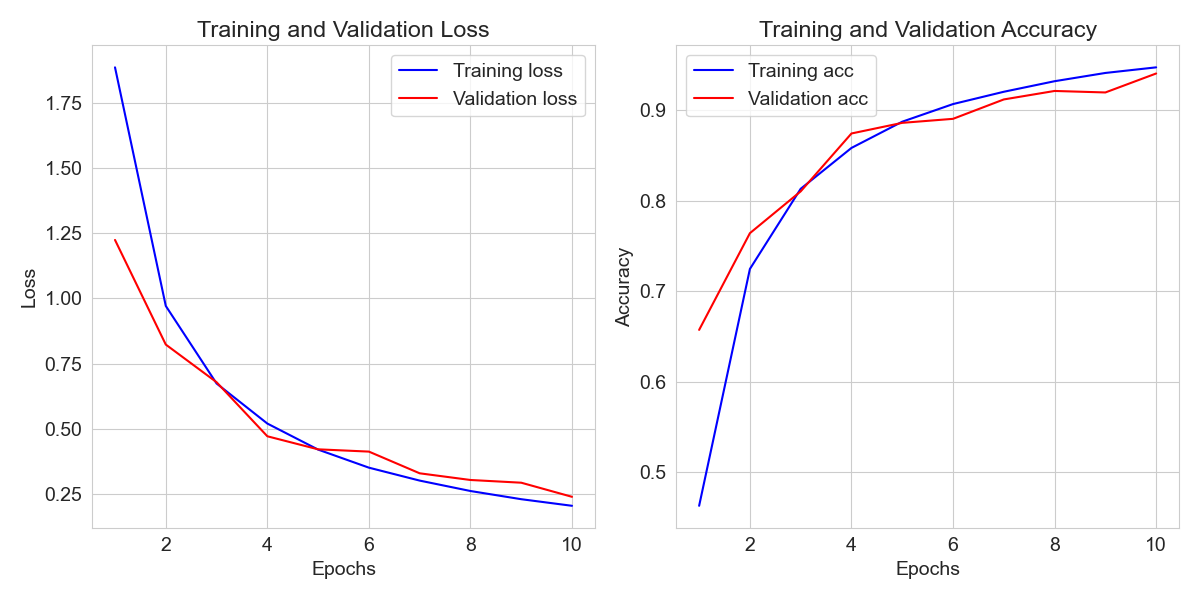 Training and Validation Loss
Training loss
Validation loss
1.75
1.50
1.25
1.00
0.75
0.50
0.25
Loss
2 4 6 8 10
Epochs
Training and Validation Accuracy
Training acc
Validation acc
0.9
0.8
0.7
0.6
0.5
Accuracy
2 4 6 8 10
Epochs